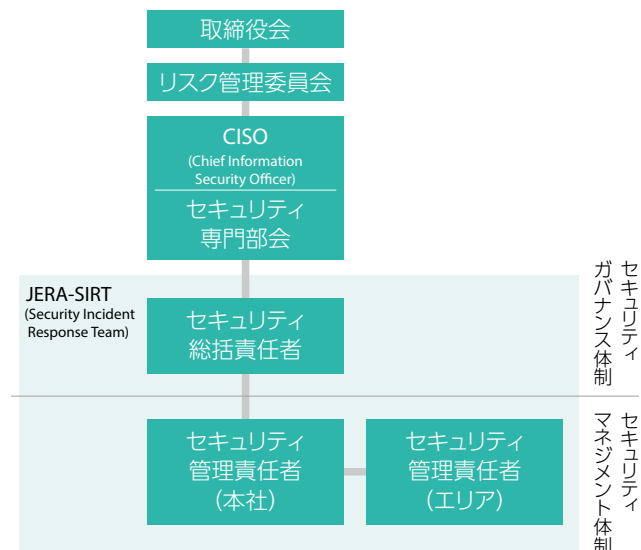 取締役会
リスク管理委員会
CISO
(Chief Information
Security Officer)
セキュリティ
専門部会
JERA-SIRT
(Security Incident
Response Team)
セキュリティ
総括責任者
セキュリティ
ガバナンス体制
セキュリティ
管理責任者
(本社)
セキュリティ
管理責任者
(エリア)
セキュリティ
マネジメント体制